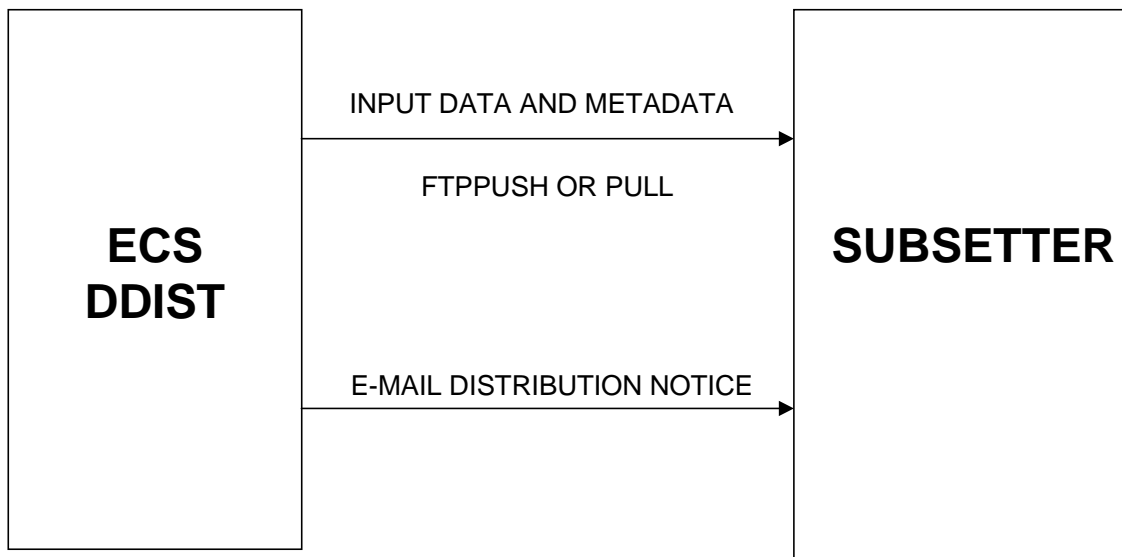 INPUT DATA AND METADATA
FTPPUSH OR PULL
ECS
DDIST
SUBSETTER
E-MAIL DISTRIBUTION NOTICE